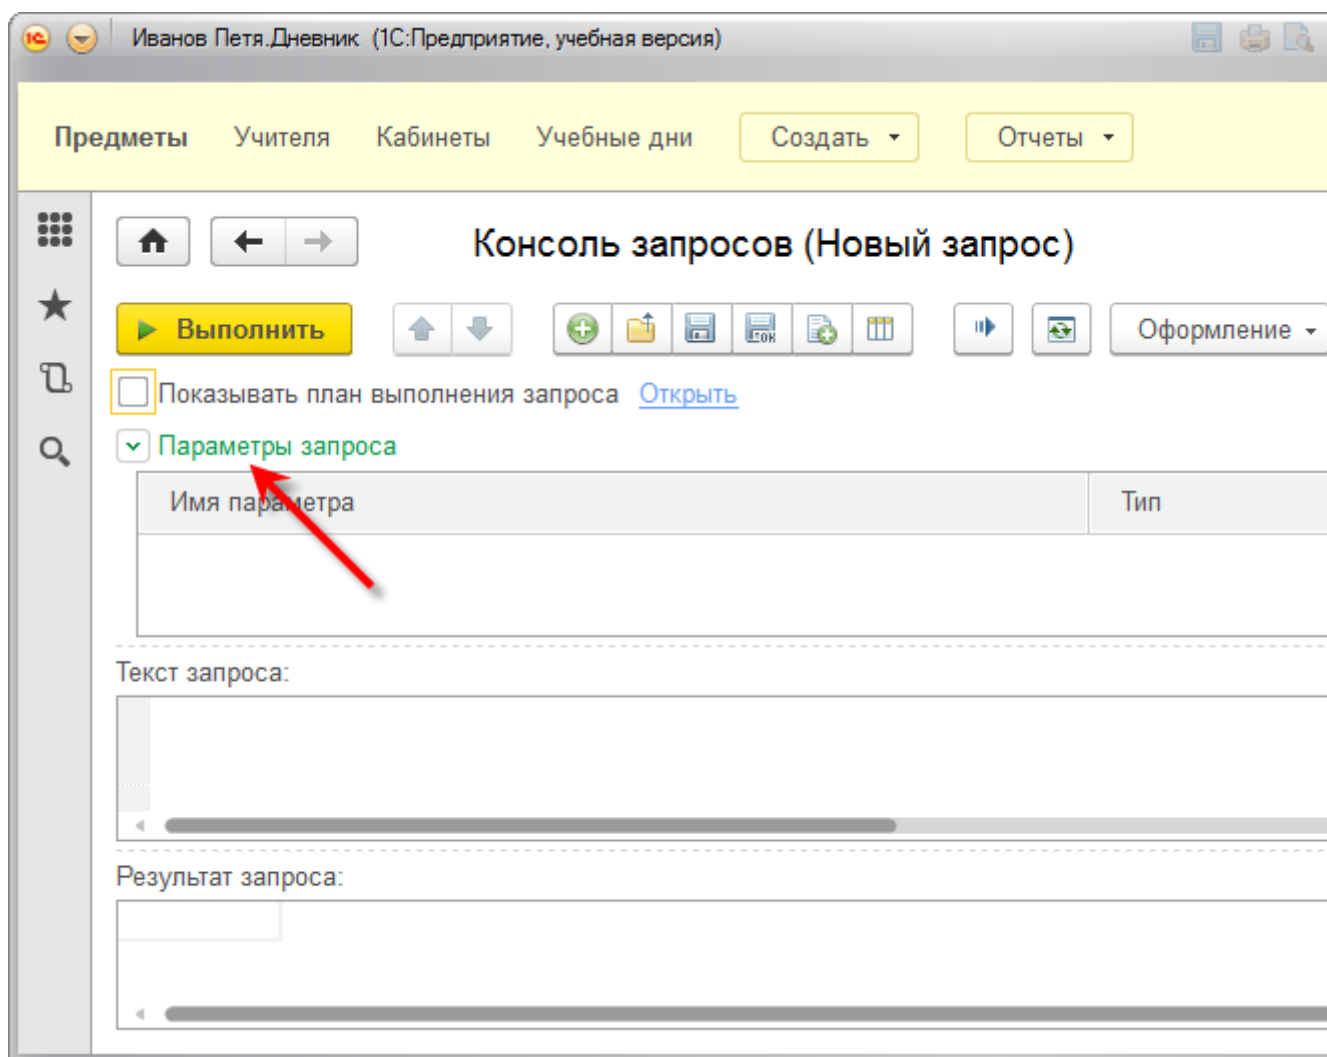 1С Иванов Петя.Дневник (1С:Предприятие, учебная версия)
Предметы Учителя Кабинеты Учебные дни Создать Отчеты
Консоль запросов (Новый запрос)
Выполнить Оформление
Показывать план выполнения запроса Открыть
Параметры запроса
Имя параметра Тип
Текст запроса:
Результат запроса: